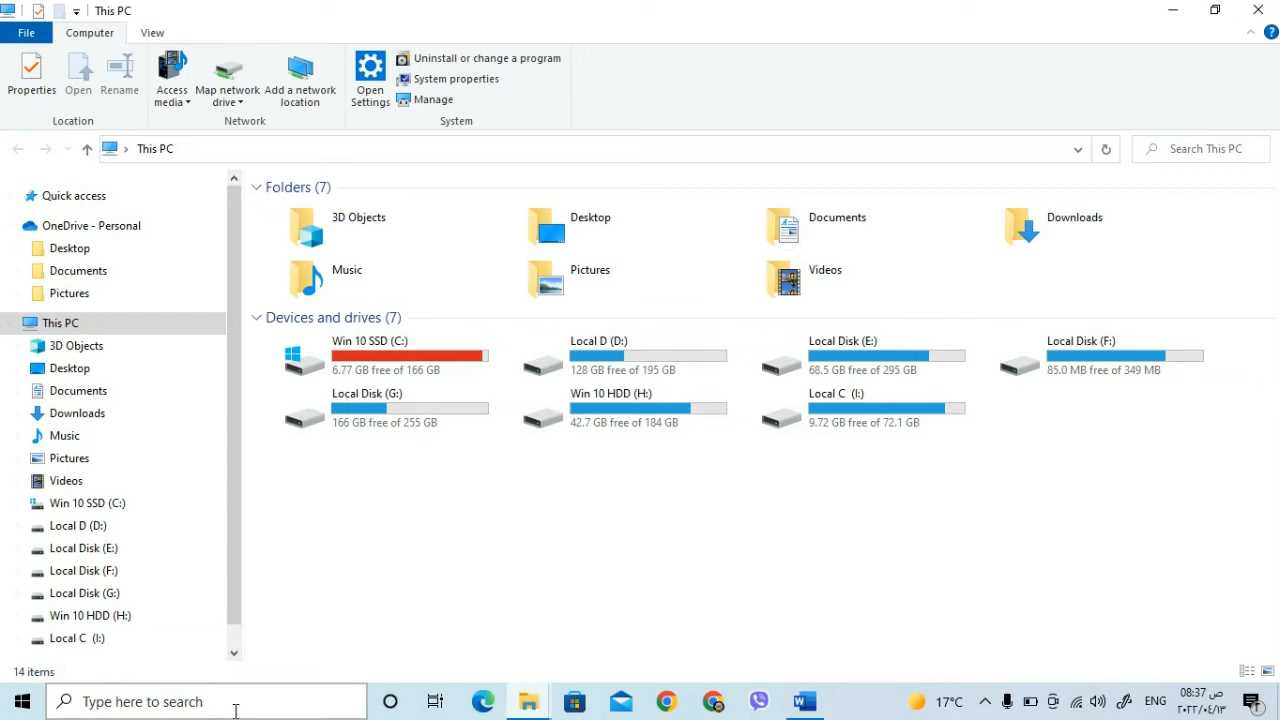 This PC
File
Computer
View
Properties
Open
Rename
Access media
Map network drive
Add a network location
Open Settings
Uninstall or change a program
System properties
Manage
Location
Network
System
This PC
Search This PC
Quick access
OneDrive - Personal
Desktop
Documents
Pictures
This PC
3D Objects
Desktop
Documents
Downloads
Music
Pictures
Videos
Win 10 SSD (C:)
Local D (D:)
Local Disk (E:)
Local Disk (F:)
Local Disk (G:)
Win 10 HDD (H:)
Local C (I:)
Folders (7)
3D Objects
Desktop
Documents
Downloads
Music
Pictures
Videos
Devices and drives (7)
Win 10 SSD (C:)
6.77 GB free of 166 GB
Local D (D:)
128 GB free of 195 GB
Local Disk (E:)
68.5 GB free of 295 GB
Local Disk (F:)
85.0 MB free of 349 MB
Local Disk (G:)
166 GB free of 255 GB
Win 10 HDD (H:)
42.7 GB free of 184 GB
Local C (I:)
9.72 GB free of 72.1 GB
14 items
Type here to search
17°C
ENG
08:37 ص
٢٠٢٢/٠٤/١٣